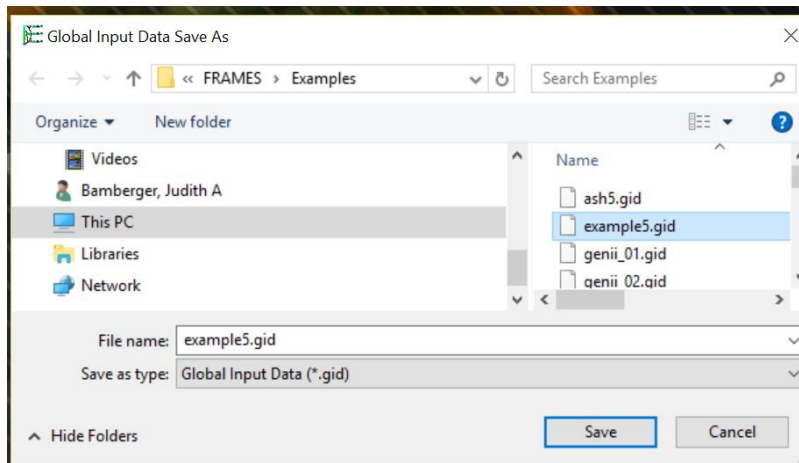 Global Input Data Save As
« FRAMES > Examples
Search Examples
Organize
New folder
?
Videos
Bamberger, Judith A
This PC
Libraries
Network
Name
ash5.gid
example5.gid
genii_01.gid
genii_02.gid
File name: example5.gid
Save as type: Global Input Data (*.gid)
Hide Folders
Save
Cancel